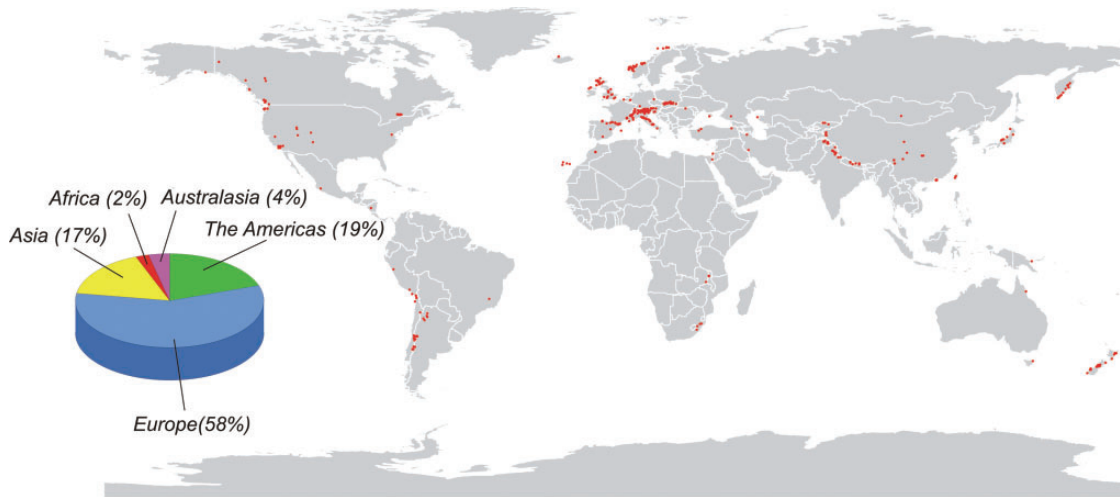 Africa (2%)
Australasia (4%)
Asia (17%)
The Americas (19%)
Europe(58%)